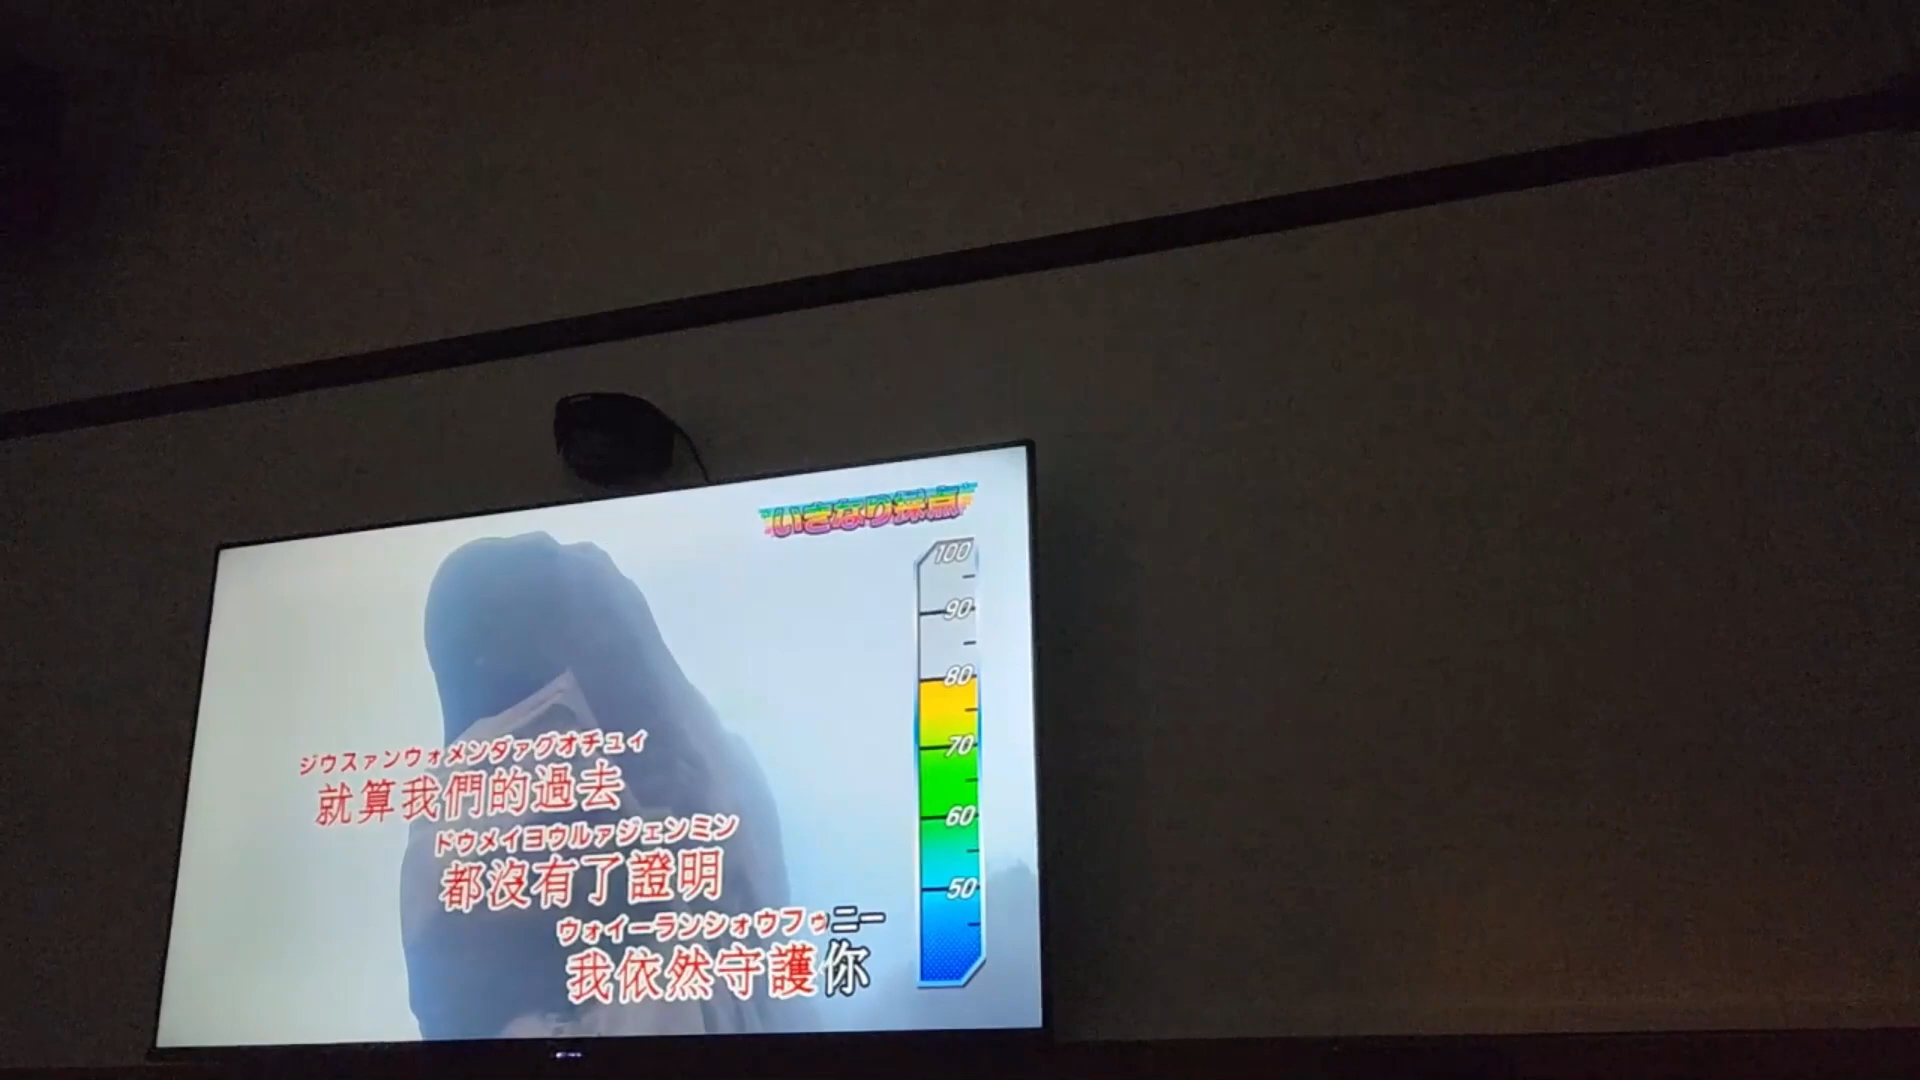 いきなり採点
100
90
80
70
60
50
ジウスァンウォメンダァグオチュィ
就算我們的過去
ドウメイヨウルァジェンミン
都沒有了證明
ウォイーランショウフゥニー
我依然守護你